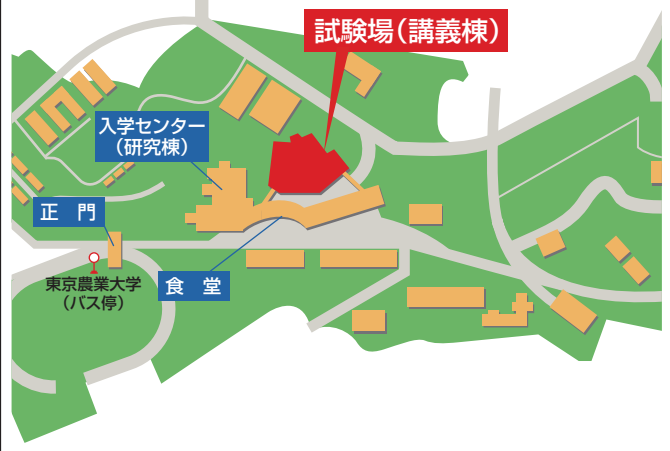 試験場(講義棟)
入学センター
(研究棟)
正 門
東京農業大学
(バス停)
食 堂